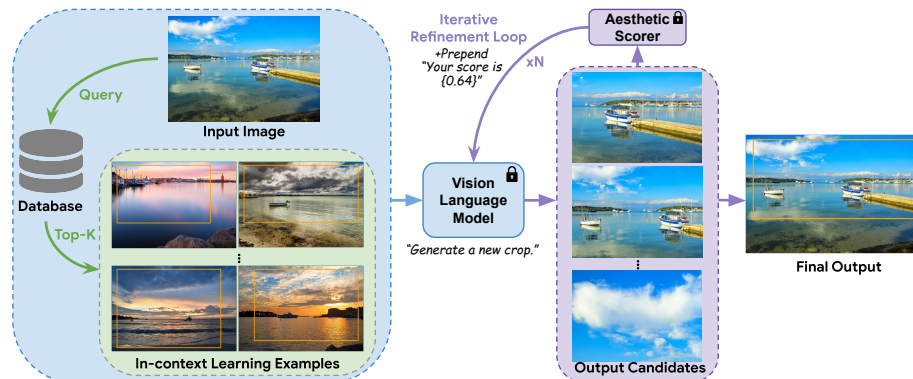 Query
Input Image
Database
Top-K
In-context Learning Examples
Iterative
Refinement Loop
+Prepend
"Your score is
{0.64}"
xN
Aesthetic
Scorer
Vision
Language
Model
"Generate a new crop."
Output Candidates
Final Output